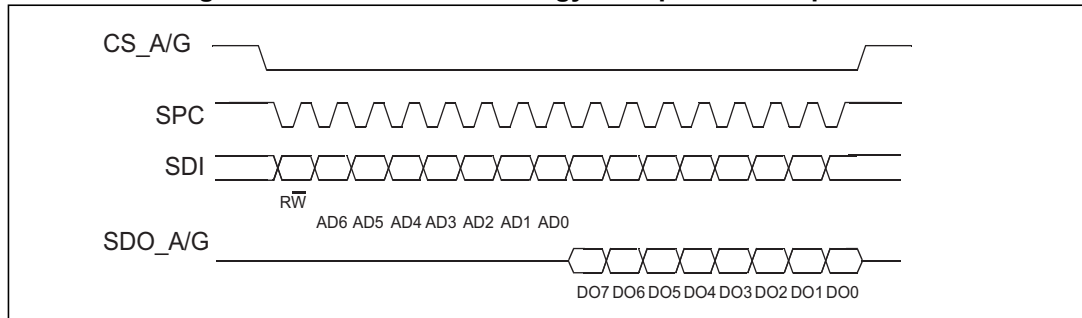 CS_A/G
SPC
SDI
RW̅
AD6 AD5 AD4 AD3 AD2 AD1 AD0
SDO_A/G
DO7 DO6 DO5 DO4 DO3 DO2 DO1 DO0